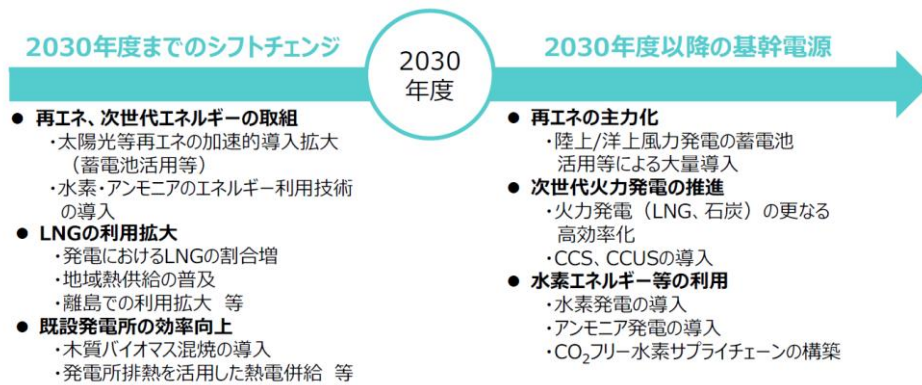 2030年度までのシフトチェンジ
2030
年度
2030年度以降の基幹電源
● 再エネ、次世代エネルギーの取組
・太陽光等再エネの加速的導入拡大
（蓄電池活用等）
・水素・アンモニアのエネルギー利用技術
の導入
● LNGの利用拡大
・発電におけるLNGの割合増
・地域熱供給の普及
・離島での利用拡大 等
● 既設発電所の効率向上
・木質バイオマス混焼の導入
・発電所排熱を活用した熱電併給 等
● 再エネの主力化
・陸上/洋上風力発電の蓄電池
活用等による大量導入
● 次世代火力発電の推進
・火力発電（LNG、石炭）の更なる
高効率化
・CCS、CCUSの導入
● 水素エネルギー等の利用
・水素発電の導入
・アンモニア発電の導入
・CO₂フリー水素サプライチェーンの構築